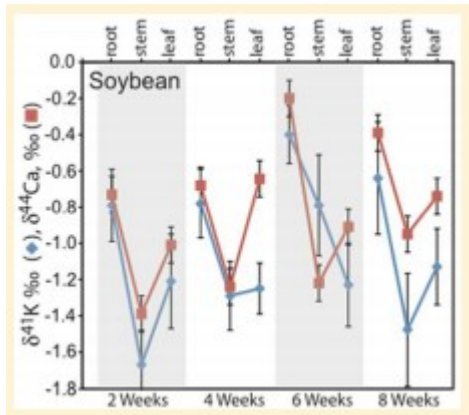 root stem leaf root stem leaf root stem leaf root stem leaf
Soybean
δ⁴¹K ‰ (◆), δ⁴⁴Ca, ‰ (■)
0.0
-0.2
-0.4
-0.6
-0.8
-1.0
-1.2
-1.4
-1.6
-1.8
2 Weeks 4 Weeks 6 Weeks 8 Weeks